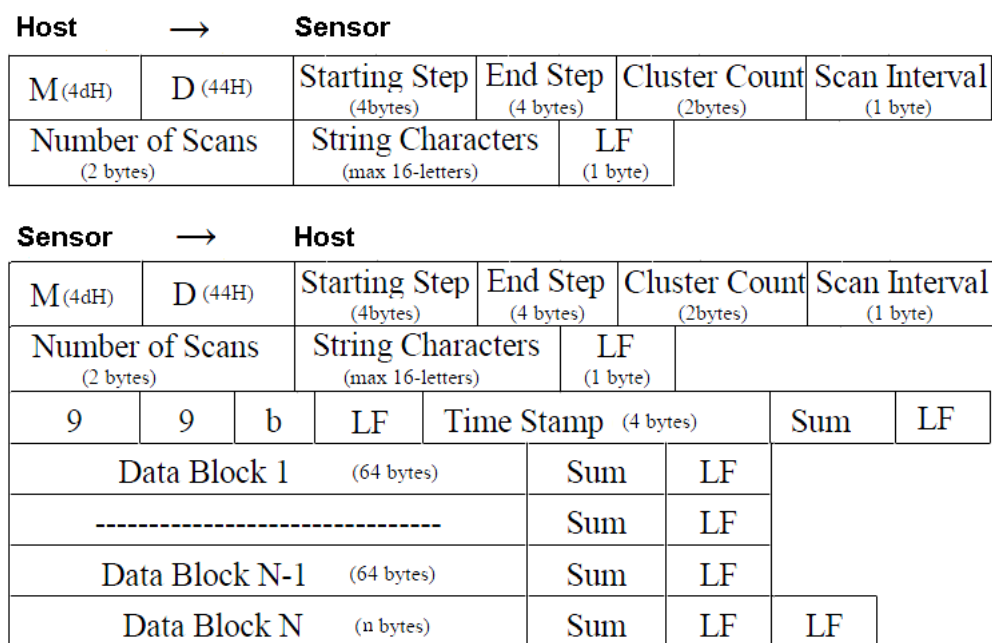 Host → Sensor
M (4dH) D (44H) Starting Step (4bytes) End Step (4 bytes) Cluster Count (2bytes) Scan Interval (1 byte)
Number of Scans (2 bytes) String Characters (max 16-letters) LF (1 byte)
Sensor → Host
M (4dH) D (44H) Starting Step (4bytes) End Step (4 bytes) Cluster Count (2bytes) Scan Interval (1 byte)
Number of Scans (2 bytes) String Characters (max 16-letters) LF (1 byte)
9 9 b LF Time Stamp (4 bytes) Sum LF
Data Block 1 (64 bytes) Sum LF
-------------------------------- Sum LF
Data Block N-1 (64 bytes) Sum LF
Data Block N (n bytes) Sum LF LF